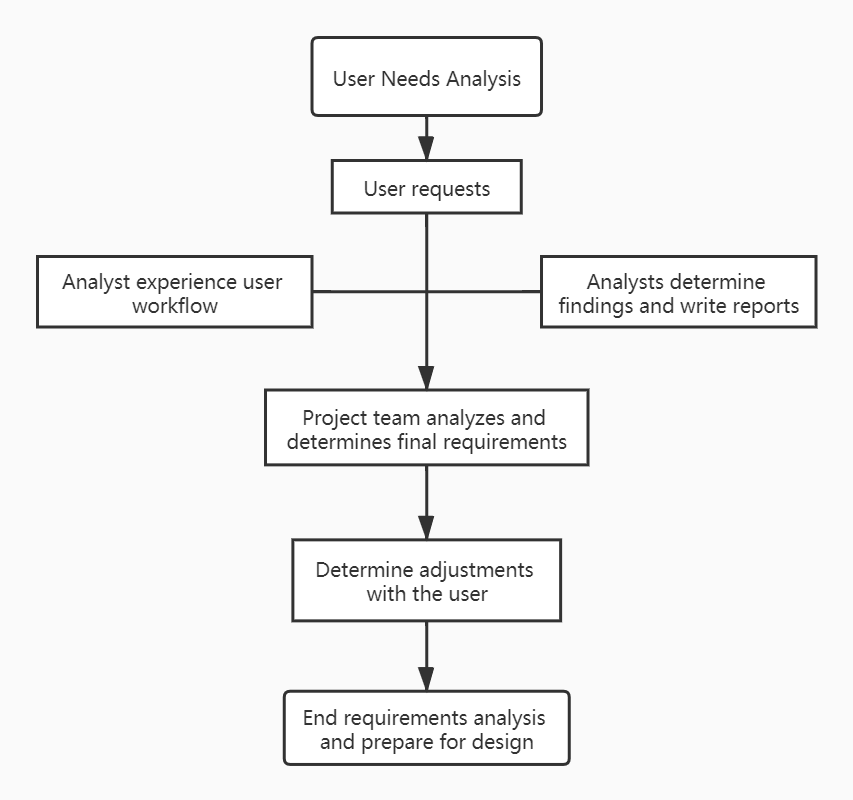 User Needs Analysis
User requests
Analyst experience user
workflow
Analysts determine
findings and write reports
Project team analyzes and
determines final requirements
Determine adjustments
with the user
End requirements analysis
and prepare for design